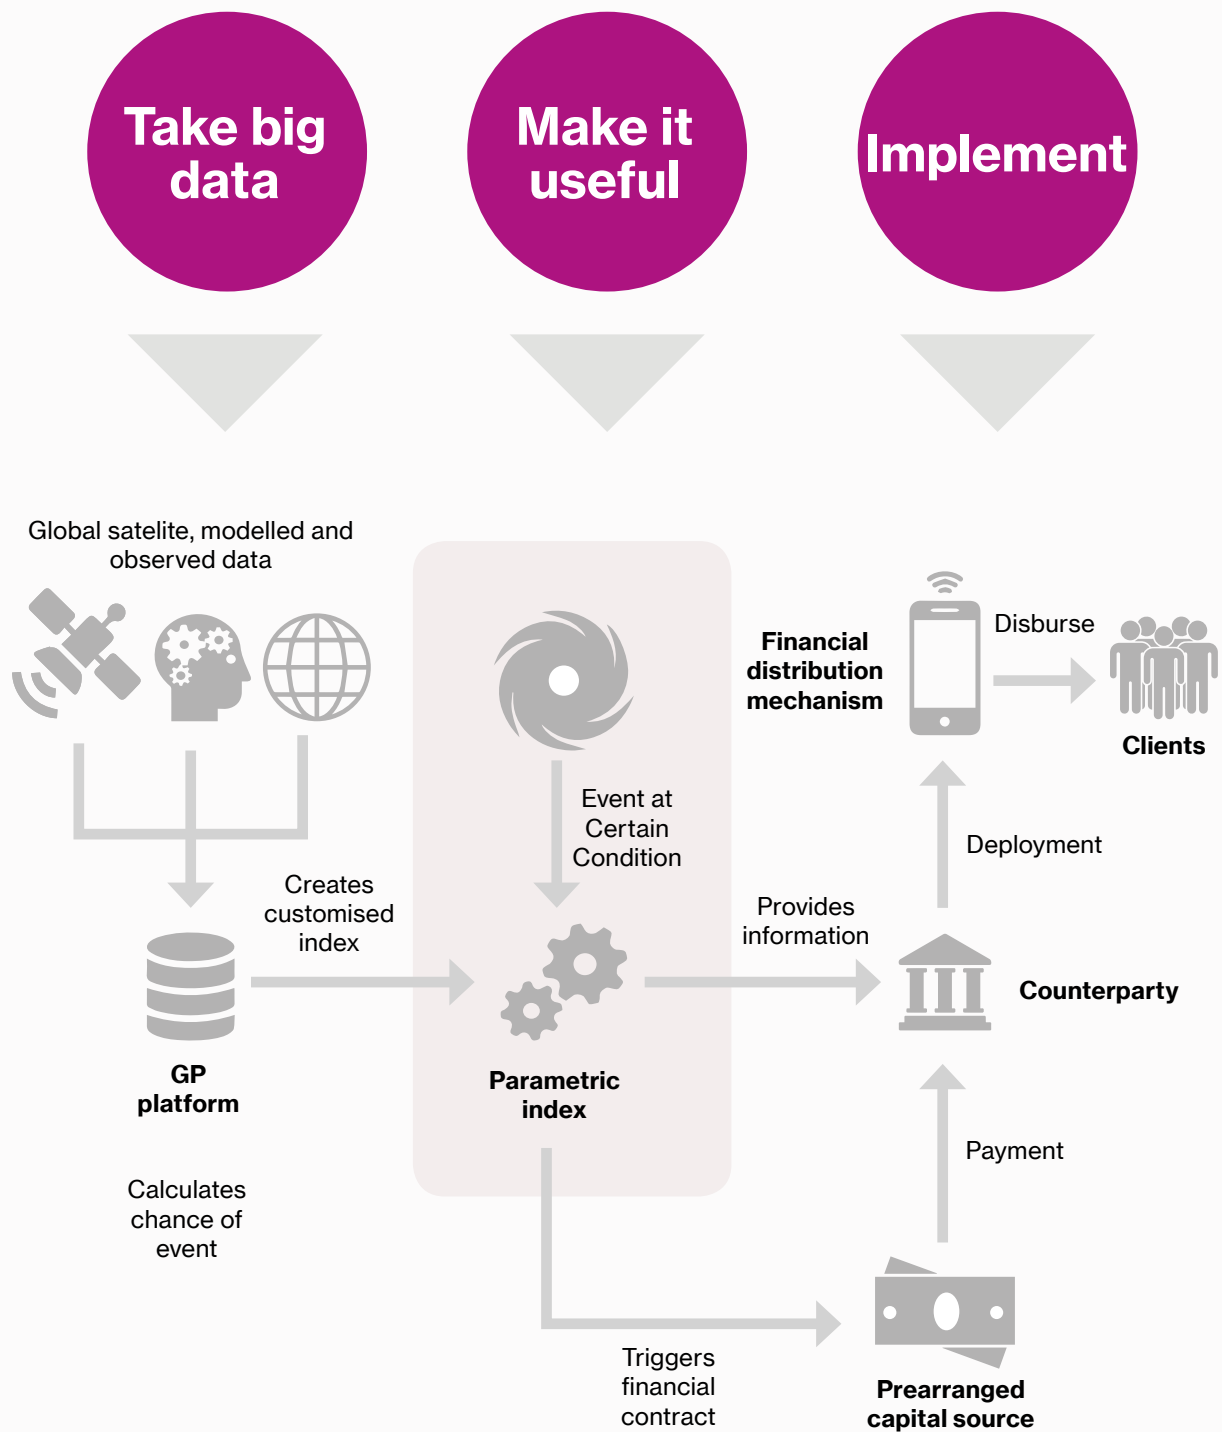 Take big
data
Make it
useful
Implement
Global satelite, modelled and
observed data
Creates
customised
index
GP
platform
Calculates
chance of
event
Event at
Certain
Condition
Parametric
index
Triggers
financial
contract
Provides
information
Financial
distribution
mechanism
Disburse
Clients
Deployment
Counterparty
Payment
Prearranged
capital source